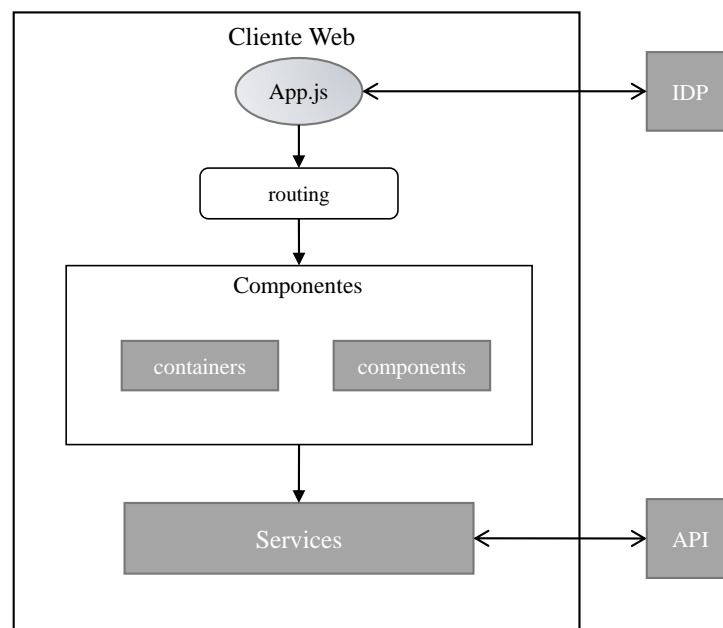 Cliente Web
App.js
IDP
routing
Componentes
containers
components
Services
API